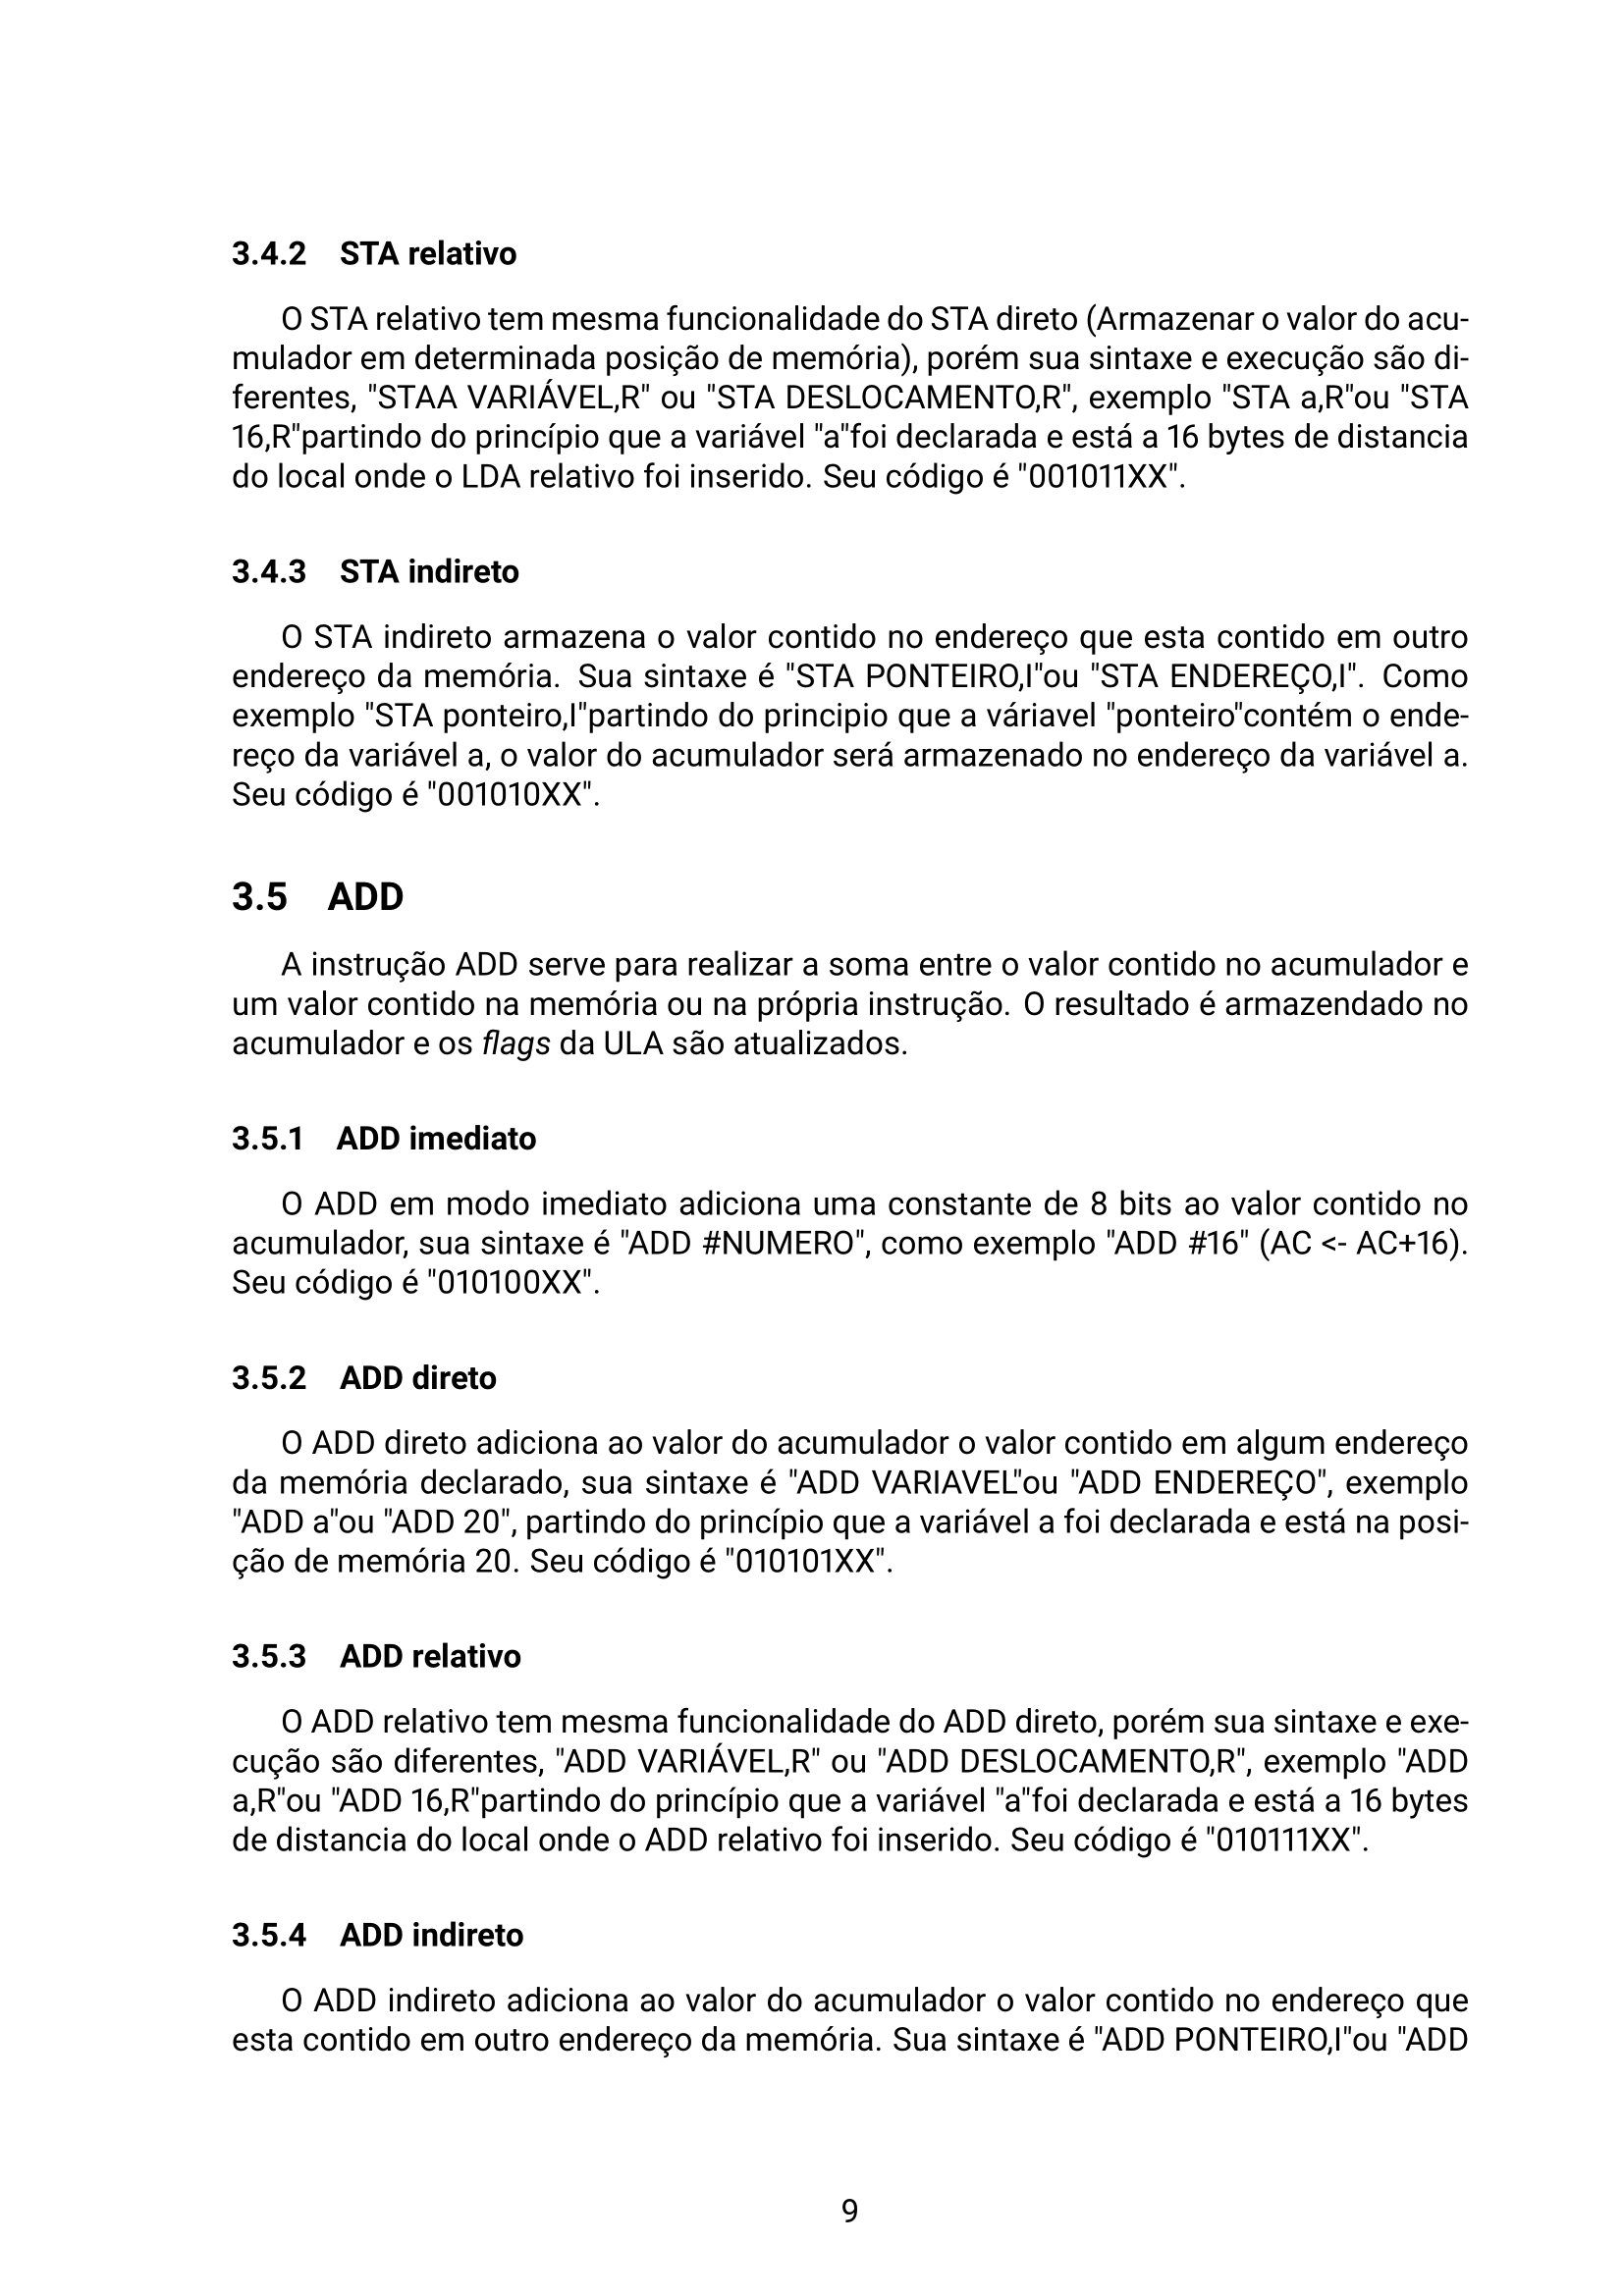 3.4.2 STA relativo
O STA relativo tem mesma funcionalidade do STA direto (Armazenar o valor do acu-
mulador em determinada posição de memória), porém sua sintaxe e execução são di-
ferentes, "STAA VARIÁVEL,R" ou "STA DESLOCAMENTO,R", exemplo "STA a,R"ou "STA
16,R"partindo do princípio que a variável "a"foi declarada e está a 16 bytes de distancia
do local onde o LDA relativo foi inserido. Seu código é "001011XX".
3.4.3 STA indireto
O STA indireto armazena o valor contido no endereço que esta contido em outro
endereço da memória. Sua sintaxe é "STA PONTEIRO,I"ou "STA ENDEREÇO,I". Como
exemplo "STA ponteiro,I"partindo do principio que a váriavel "ponteiro"contém o ende-
reço da variável a, o valor do acumulador será armazenado no endereço da variável a.
Seu código é "001010XX".
3.5 ADD
A instrução ADD serve para realizar a soma entre o valor contido no acumulador e
um valor contido na memória ou na própria instrução. O resultado é armazendado no
acumulador e os flags da ULA são atualizados.
3.5.1 ADD imediato
O ADD em modo imediato adiciona uma constante de 8 bits ao valor contido no
acumulador, sua sintaxe é "ADD #NUMERO", como exemplo "ADD #16" (AC <- AC+16).
Seu código é "010100XX".
3.5.2 ADD direto
O ADD direto adiciona ao valor do acumulador o valor contido em algum endereço
da memória declarado, sua sintaxe é "ADD VARIAVEL"ou "ADD ENDEREÇO", exemplo
"ADD a"ou "ADD 20", partindo do princípio que a variável a foi declarada e está na posi-
ção de memória 20. Seu código é "010101XX".
3.5.3 ADD relativo
O ADD relativo tem mesma funcionalidade do ADD direto, porém sua sintaxe e exe-
cução são diferentes, "ADD VARIÁVEL,R" ou "ADD DESLOCAMENTO,R", exemplo "ADD
a,R"ou "ADD 16,R"partindo do princípio que a variável "a"foi declarada e está a 16 bytes
de distancia do local onde o ADD relativo foi inserido. Seu código é "010111XX".
3.5.4 ADD indireto
O ADD indireto adiciona ao valor do acumulador o valor contido no endereço que
esta contido em outro endereço da memória. Sua sintaxe é "ADD PONTEIRO,I"ou "ADD
9